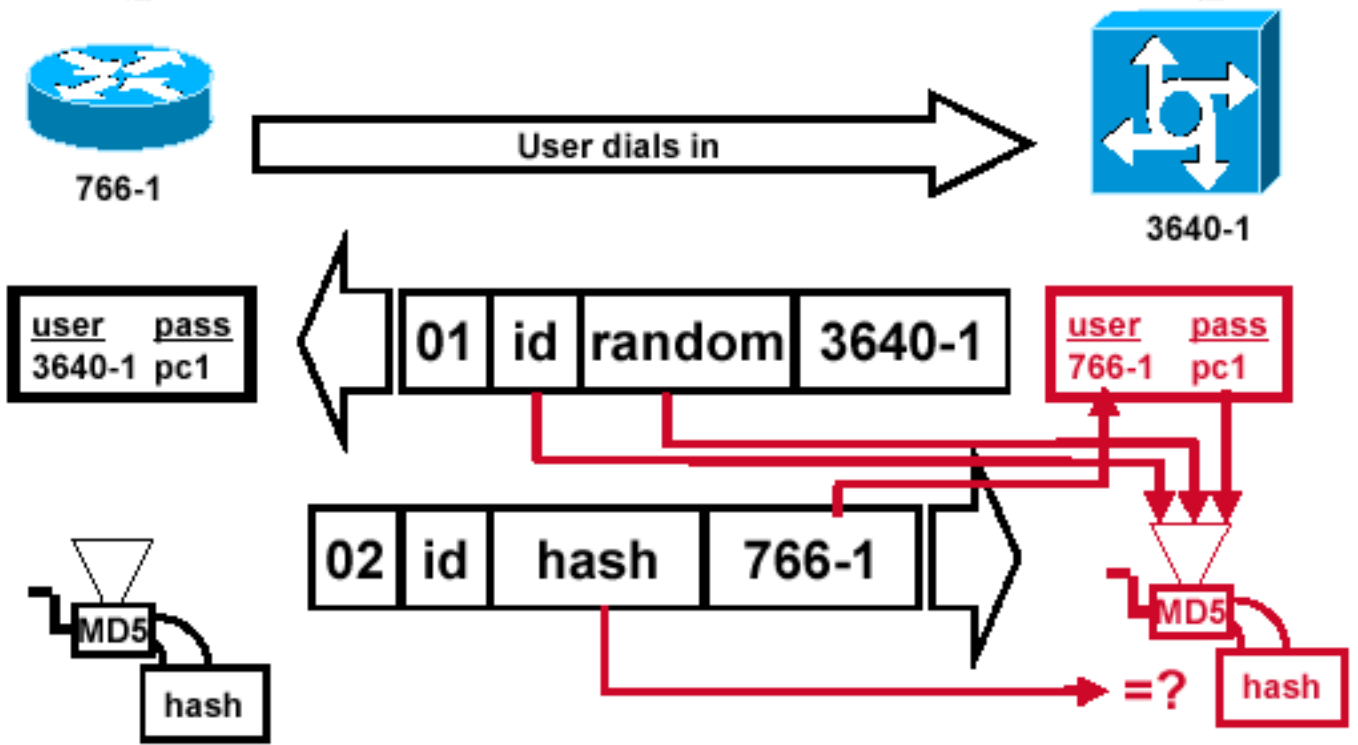 User dials in
766-1
3640-1
user pass
3640-1 pc1
01 id random 3640-1
user pass
766-1 pc1
02 id hash 766-1
MD5
hash
=?
MD5
hash